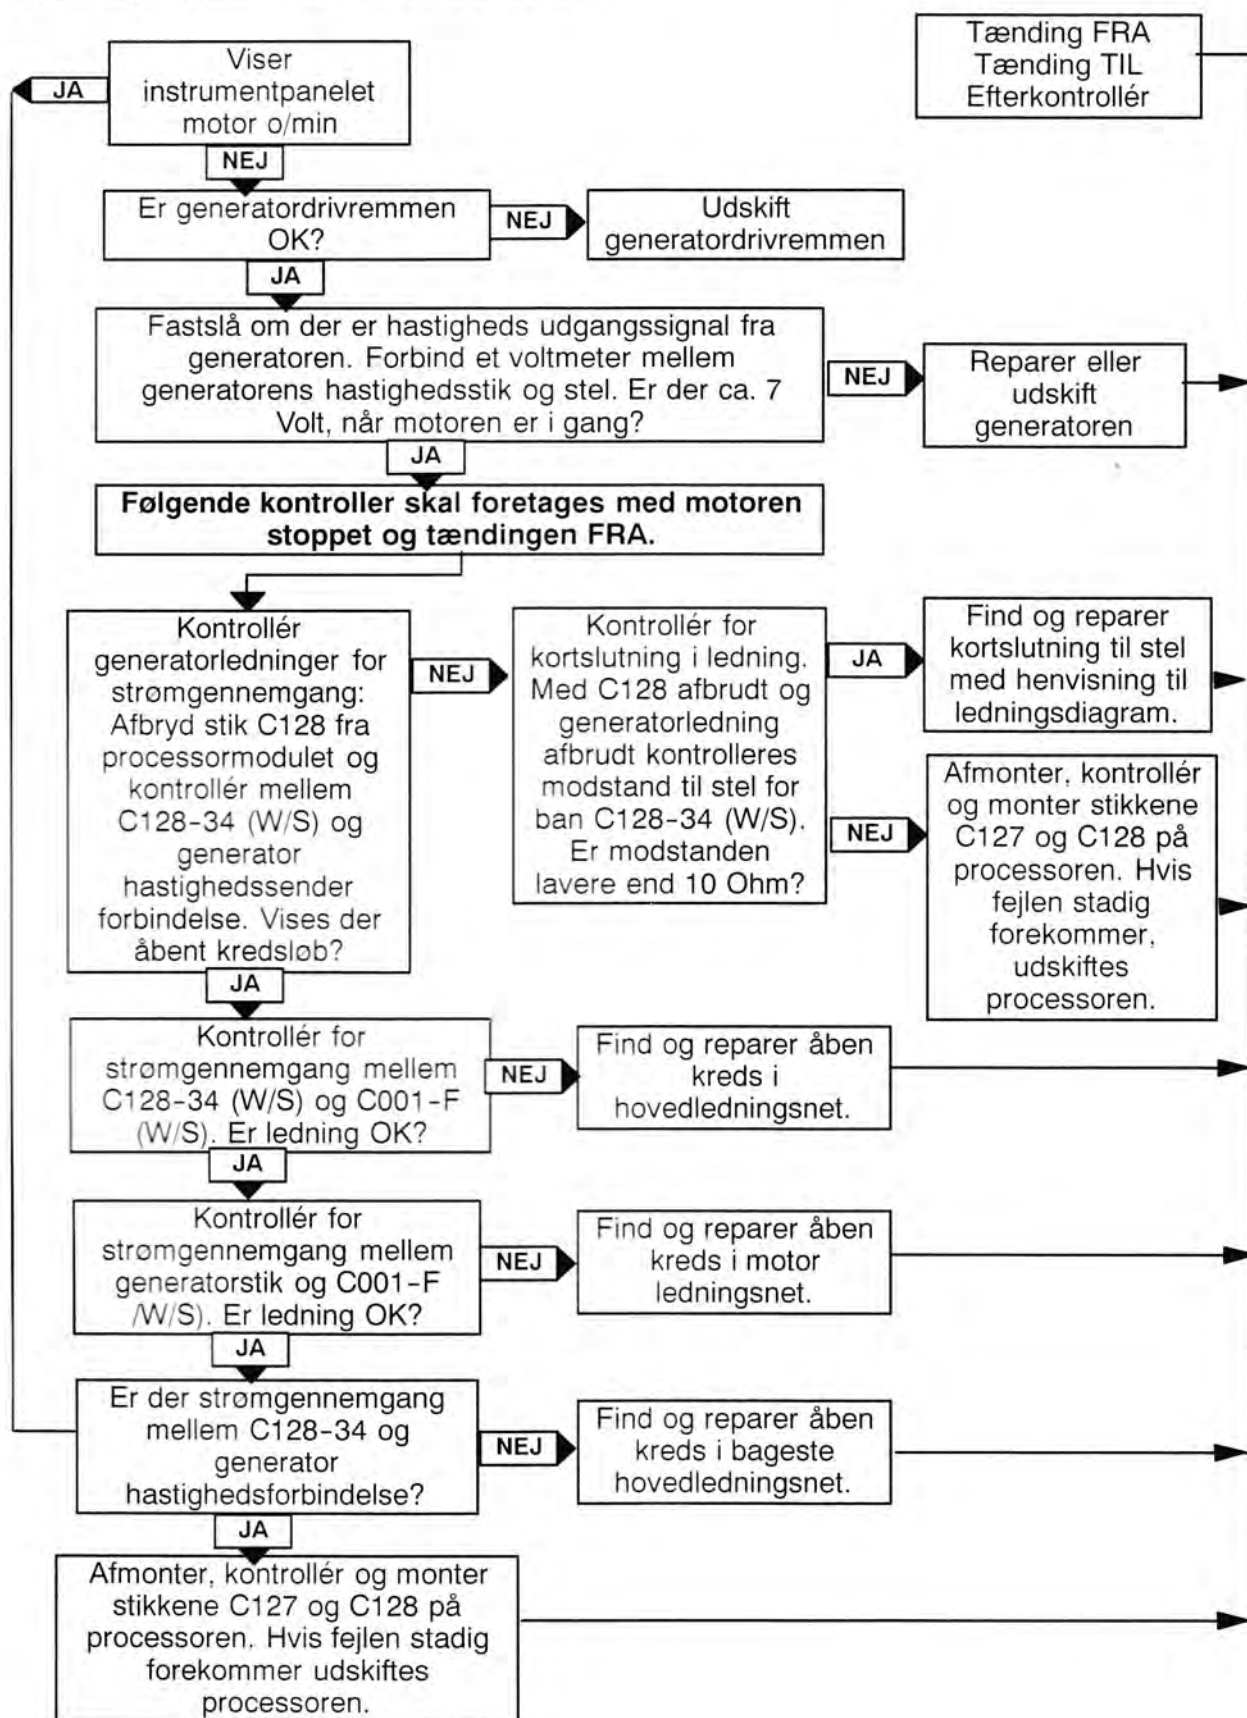 Viser
instrumentpanelet
motor o/min
JA
NEJ
Tænding FRA
Tænding TIL
Efterkontrollér
Er generatordrivremmen
OK?
NEJ
Udskift
generatordrivremmen
JA
Fastslå om der er hastigheds udgangssignal fra
generatoren. Forbind et voltmeter mellem
generatorens hastighedsstik og stel. Er der ca. 7
Volt, når motoren er i gang?
NEJ
Reparer eller
udskift
generatoren
JA
Følgende kontroller skal foretages med motoren
stoppet og tændingen FRA.
Kontrollér
generatorledninger for
strømgennemgang:
Afbryd stik C128 fra
processormodulet og
kontrollér mellem
C128-34 (W/S) og
generator
hastighedssender
forbindelse. Vises der
åbent kredsløb?
NEJ
Kontrollér for
kortslutning i ledning.
Med C128 afbrudt og
generatorledning
afbrudt kontrolleres
modstand til stel for
ban C128-34 (W/S).
Er modstanden
lavere end 10 Ohm?
JA
Find og reparer
kortslutning til stel
med henvisning til
ledningsdiagram.
NEJ
Afmonter, kontrollér
og monter stikkene
C127 og C128 på
processoren. Hvis
fejlen stadig
forekommer,
udskiftes
processoren.
JA
Kontrollér for
strømgennemgang mellem
C128-34 (W/S) og C001-F
(W/S). Er ledning OK?
NEJ
Find og reparer åben
kreds i
hovedledningsnet.
JA
Kontrollér for
strømgennemgang mellem
generatorstik og C001-F
/W/S). Er ledning OK?
NEJ
Find og reparer åben
kreds i motor
ledningsnet.
JA
Er der strømgennemgang
mellem C128-34 og
generator
hastighedsforbindelse?
NEJ
Find og reparer åben
kreds i bageste
hovedledningsnet.
JA
Afmonter, kontrollér og monter
stikkene C127 og C128 på
processoren. Hvis fejlen stadig
forekommer udskiftes
processoren.